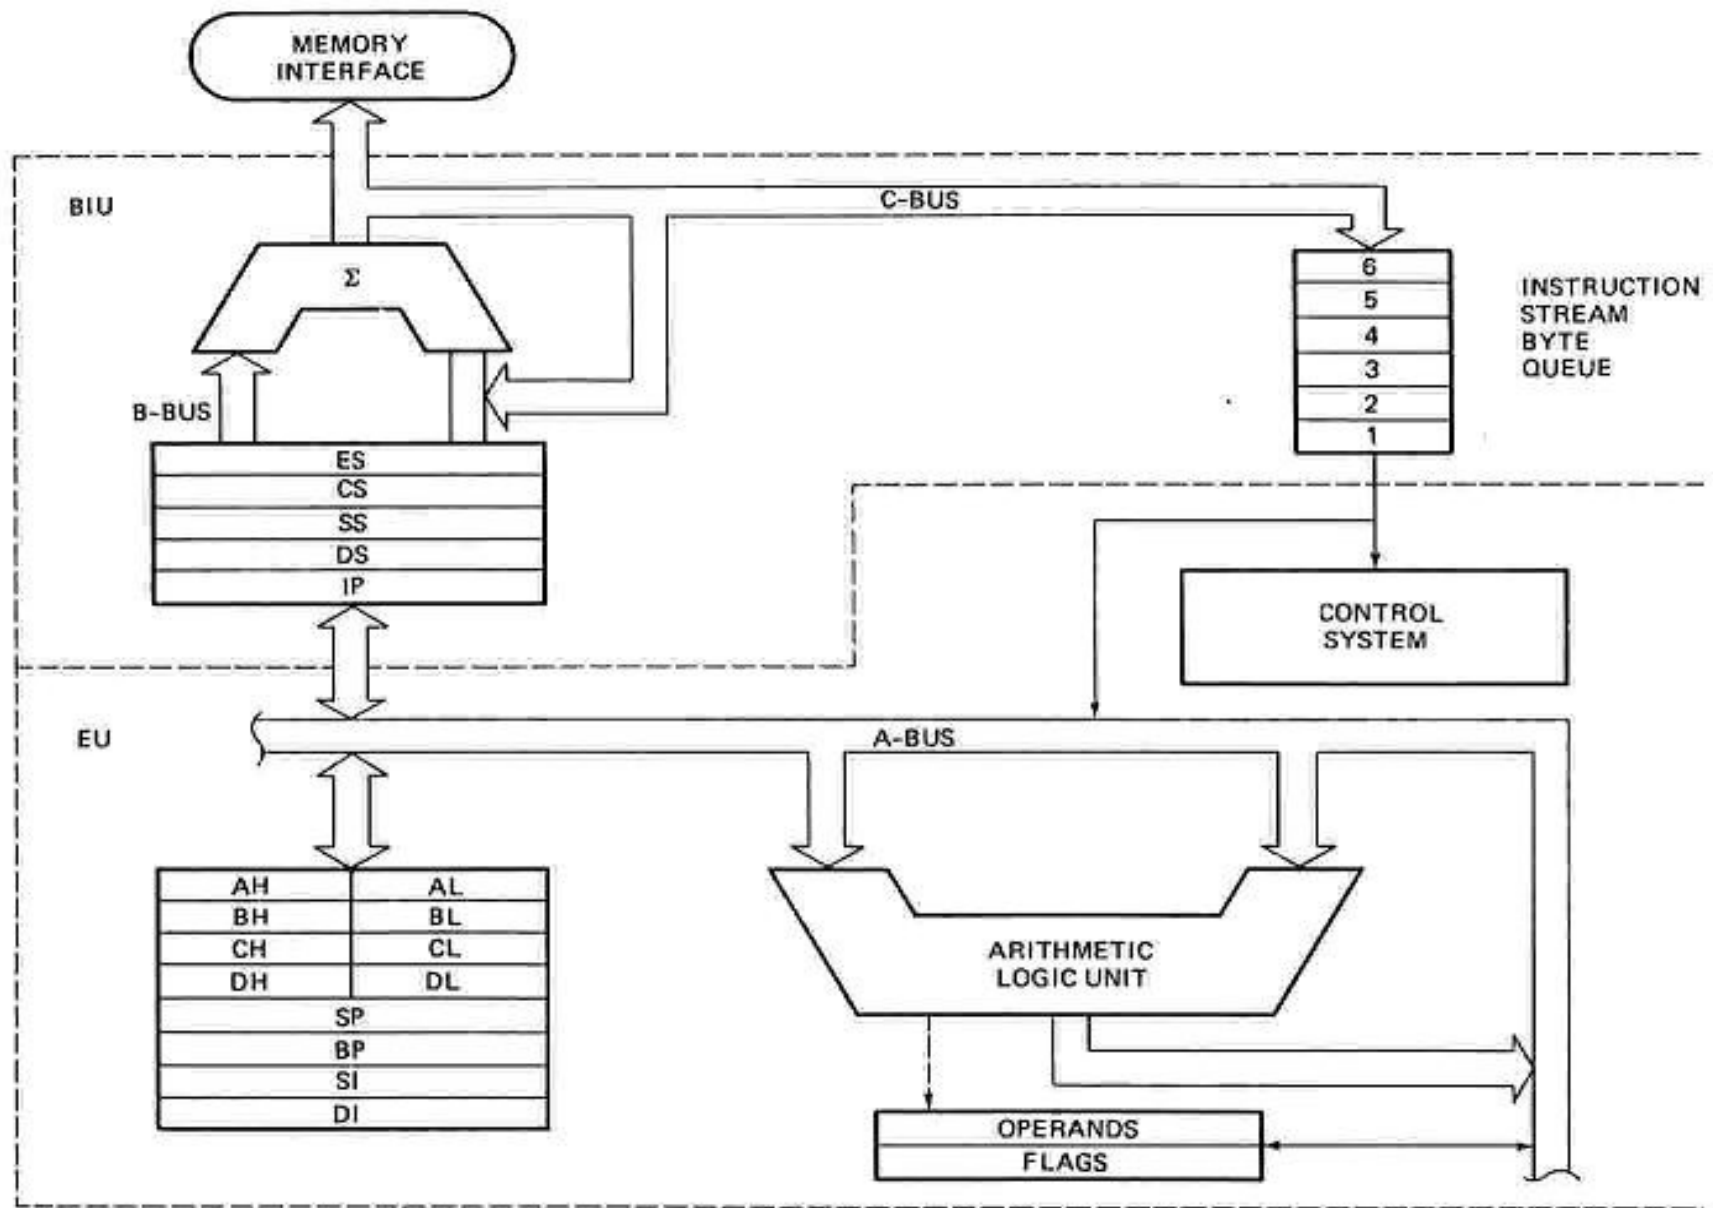 MEMORY
INTERFACE
BIU
C-BUS
Σ
B-BUS
6
5
4
3
2
1
INSTRUCTION
STREAM
BYTE
QUEUE
ES
CS
SS
DS
IP
CONTROL
SYSTEM
EU
A-BUS
AH AL
BH BL
CH CL
DH DL
SP
BP
SI
DI
ARITHMETIC
LOGIC UNIT
OPERANDS
FLAGS